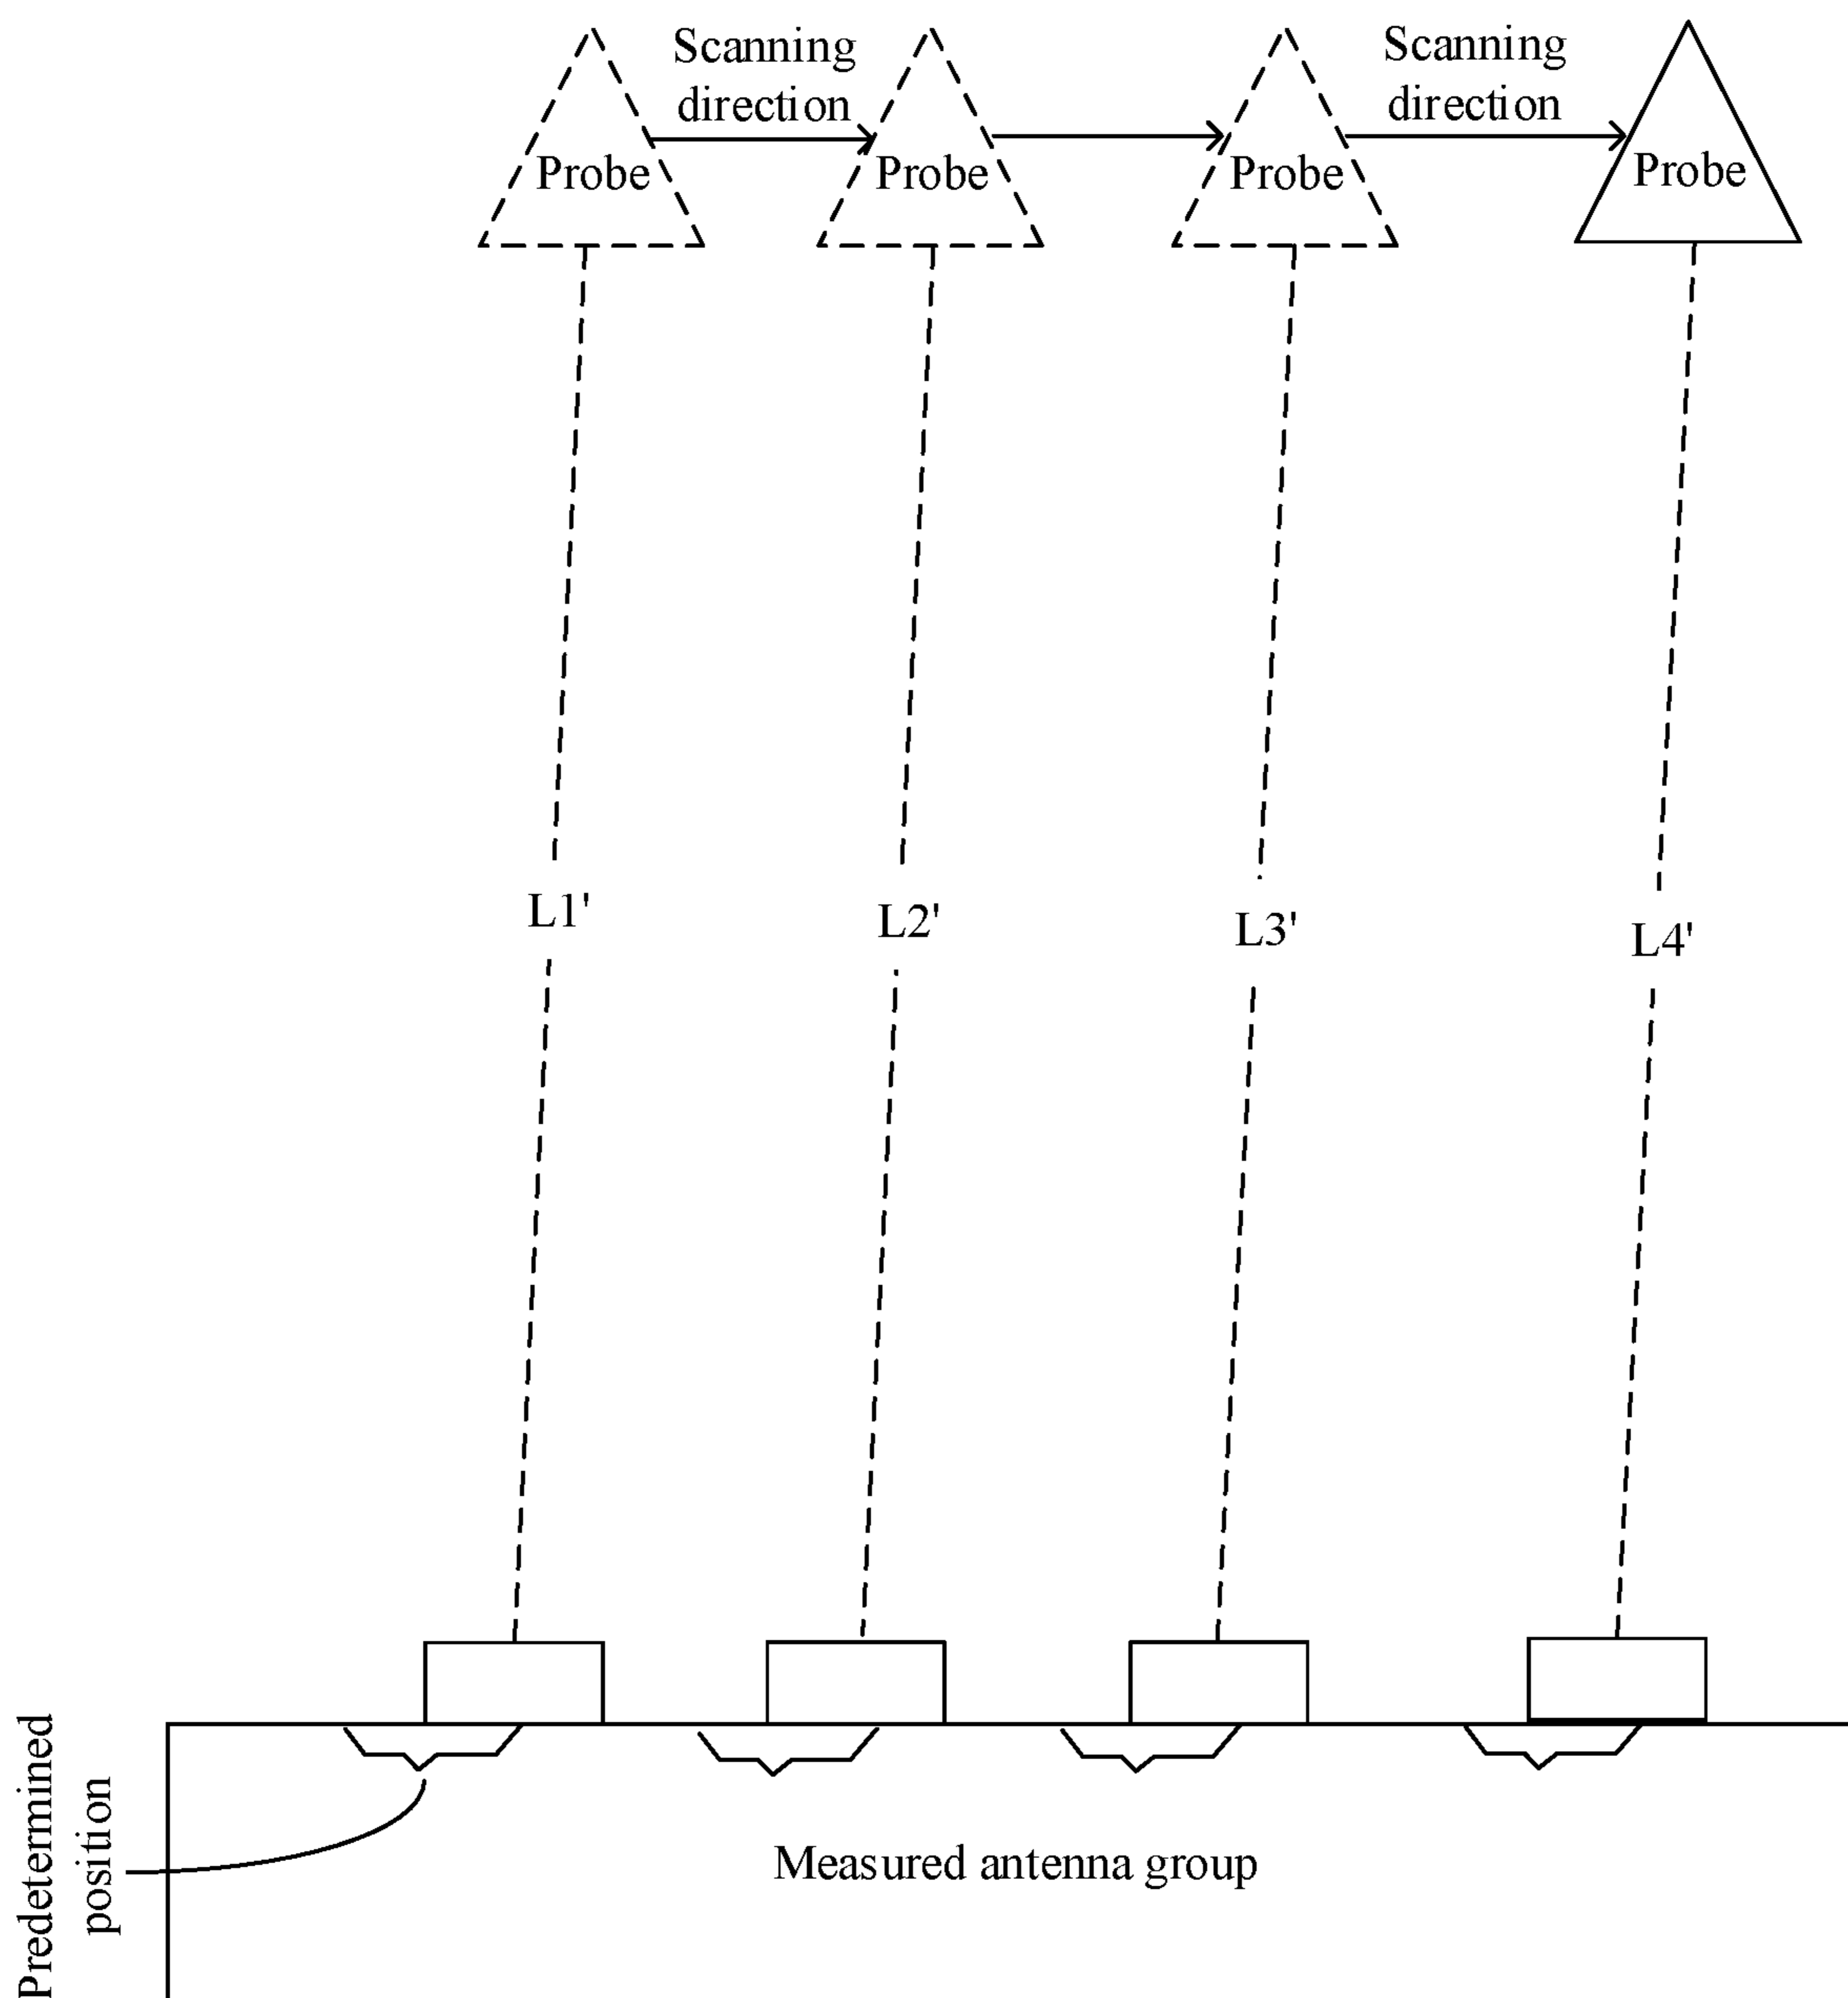 Scanning
direction
Scanning
direction
Probe
Probe
Probe
Probe
L1'
L2'
L3'
L4'
Predetermined
position
Measured antenna group